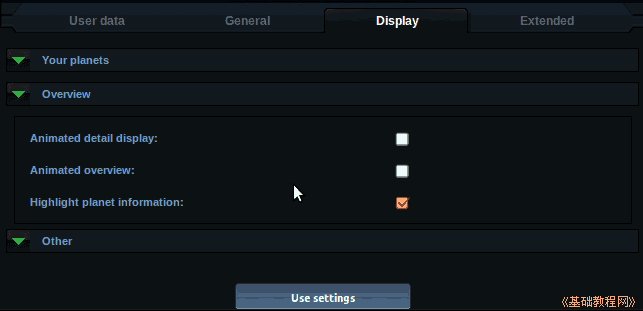 User data General Display Extended
Your planets
Overview
Animated detail display:
Animated overview:
Highlight planet information:
Other
Use settings
《基础教程网》